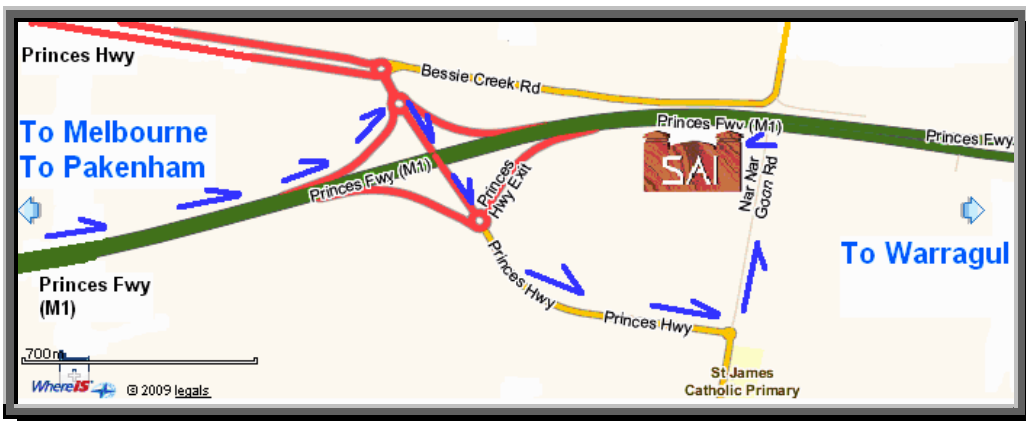 Princes Hwy
Bessie Creek Rd
To Melbourne
To Pakenham
Princes Fwy (M1)
Princes Fwy
SAI
Princes Fwy (M1)
Princes
Hwy Exit
Nar Nar
Goon Rd
To Warragul
Princes Hwy
Princes Fwy
(M1)
Princes Hwy
700m
St James
Catholic Primary
WhereiS
© 2009 legals